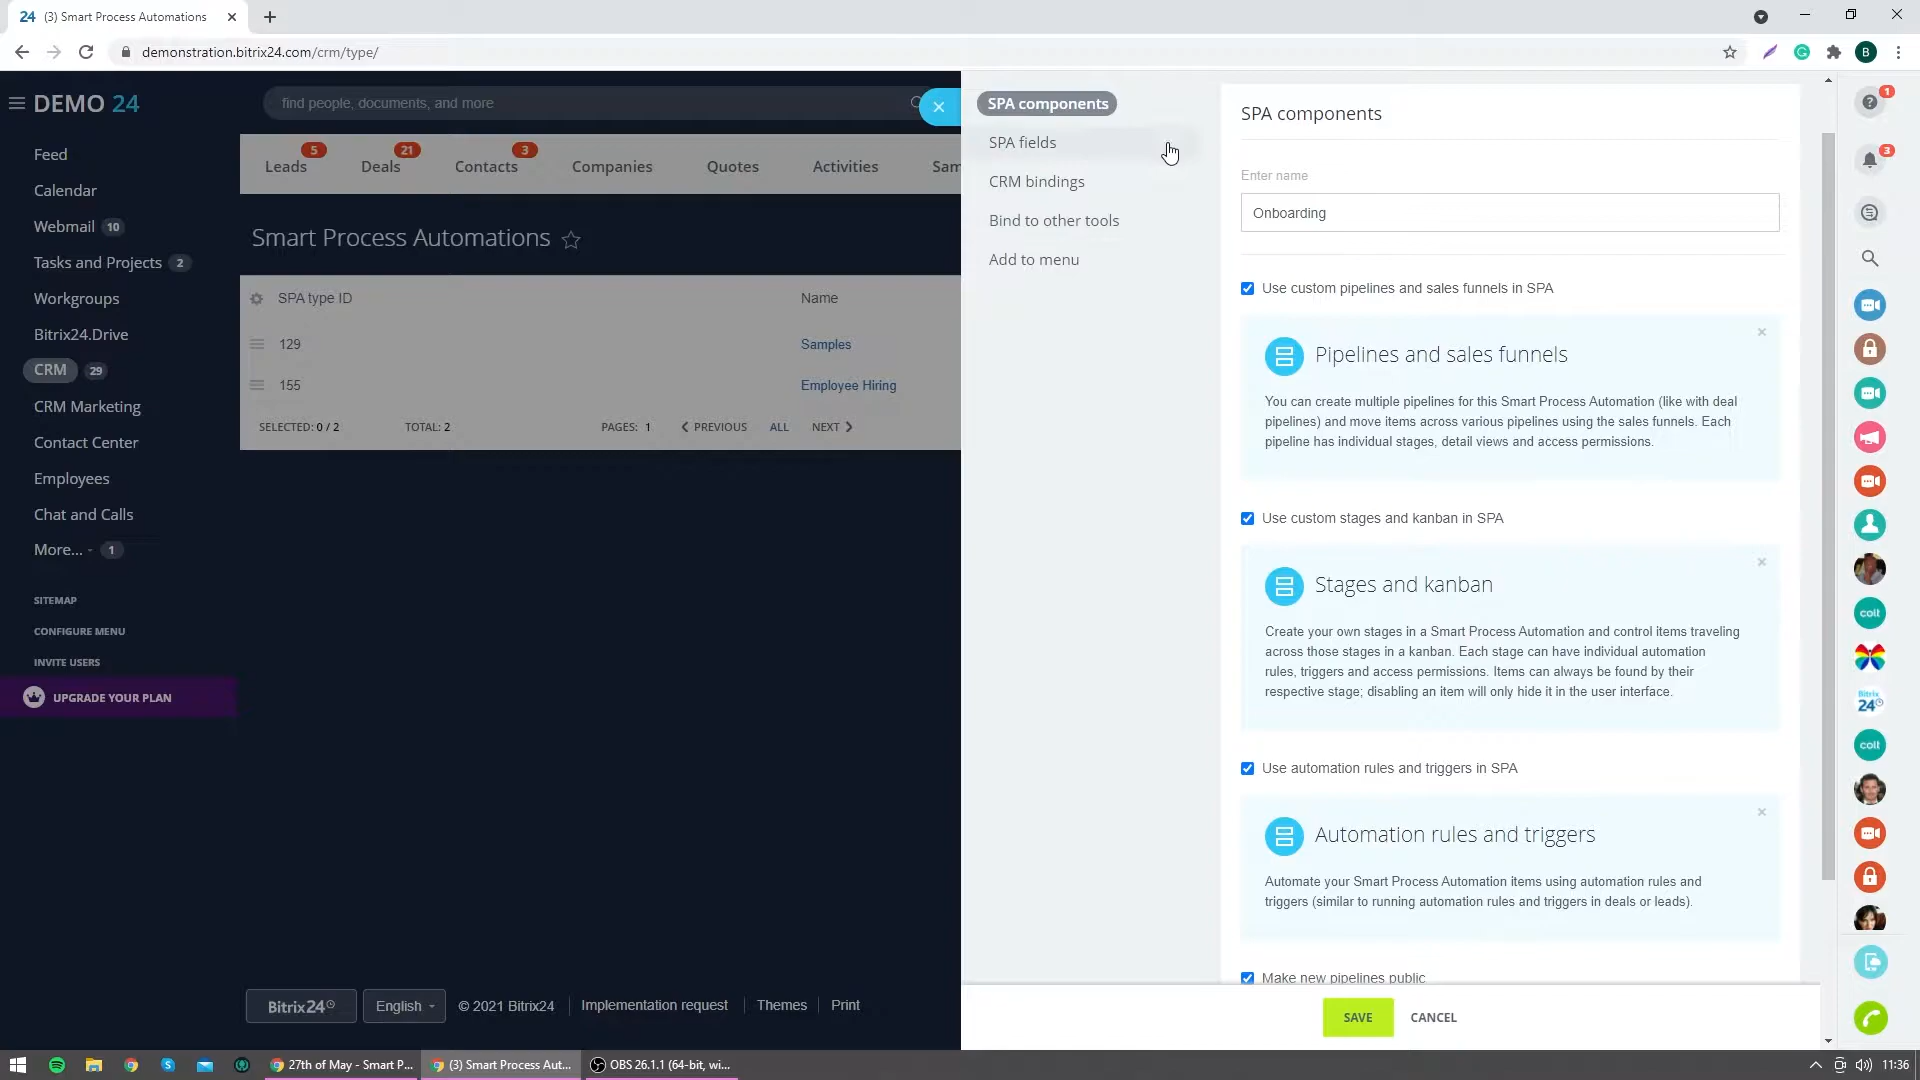 24 (3) Smart Process Automations
demonstration.bitrix24.com/crm/type/
B
DEMO 24
find people, documents, and more
Feed
Calendar
Webmail 10
Tasks and Projects 2
Workgroups
Bitrix24.Drive
CRM 29
CRM Marketing
Contact Center
Employees
Chat and Calls
More... 1
SITEMAP
CONFIGURE MENU
INVITE USERS
UPGRADE YOUR PLAN
Leads 5
Deals 21
Contacts 3
Companies
Quotes
Activities
Sam
Smart Process Automations
SPA type ID Name
129 Samples
155 Employee Hiring
SELECTED: 0 / 2 TOTAL: 2 PAGES: 1 PREVIOUS ALL NEXT
Bitrix24 English © 2021 Bitrix24 Implementation request Themes Print
SPA components
SPA fields
CRM bindings
Bind to other tools
Add to menu
SPA components
Enter name
Onboarding
Use custom pipelines and sales funnels in SPA
Pipelines and sales funnels
You can create multiple pipelines for this Smart Process Automation (like with deal
pipelines) and move items across various pipelines using the sales funnels. Each
pipeline has individual stages, detail views and access permissions.
Use custom stages and kanban in SPA
Stages and kanban
Create your own stages in a Smart Process Automation and control items traveling
across those stages in a kanban. Each stage can have individual automation
rules, triggers and access permissions. Items can always be found by their
respective stage; disabling an item will only hide it in the user interface.
Use automation rules and triggers in SPA
Automation rules and triggers
Automate your Smart Process Automation items using automation rules and
triggers (similar to running automation rules and triggers in deals or leads).
Make new pipelines public
SAVE CANCEL
1
3
colt
Bitrix
24
colt
27th of May - Smart P...
(3) Smart Process Aut...
OBS 26.1.1 (64-bit, wi...
11:36